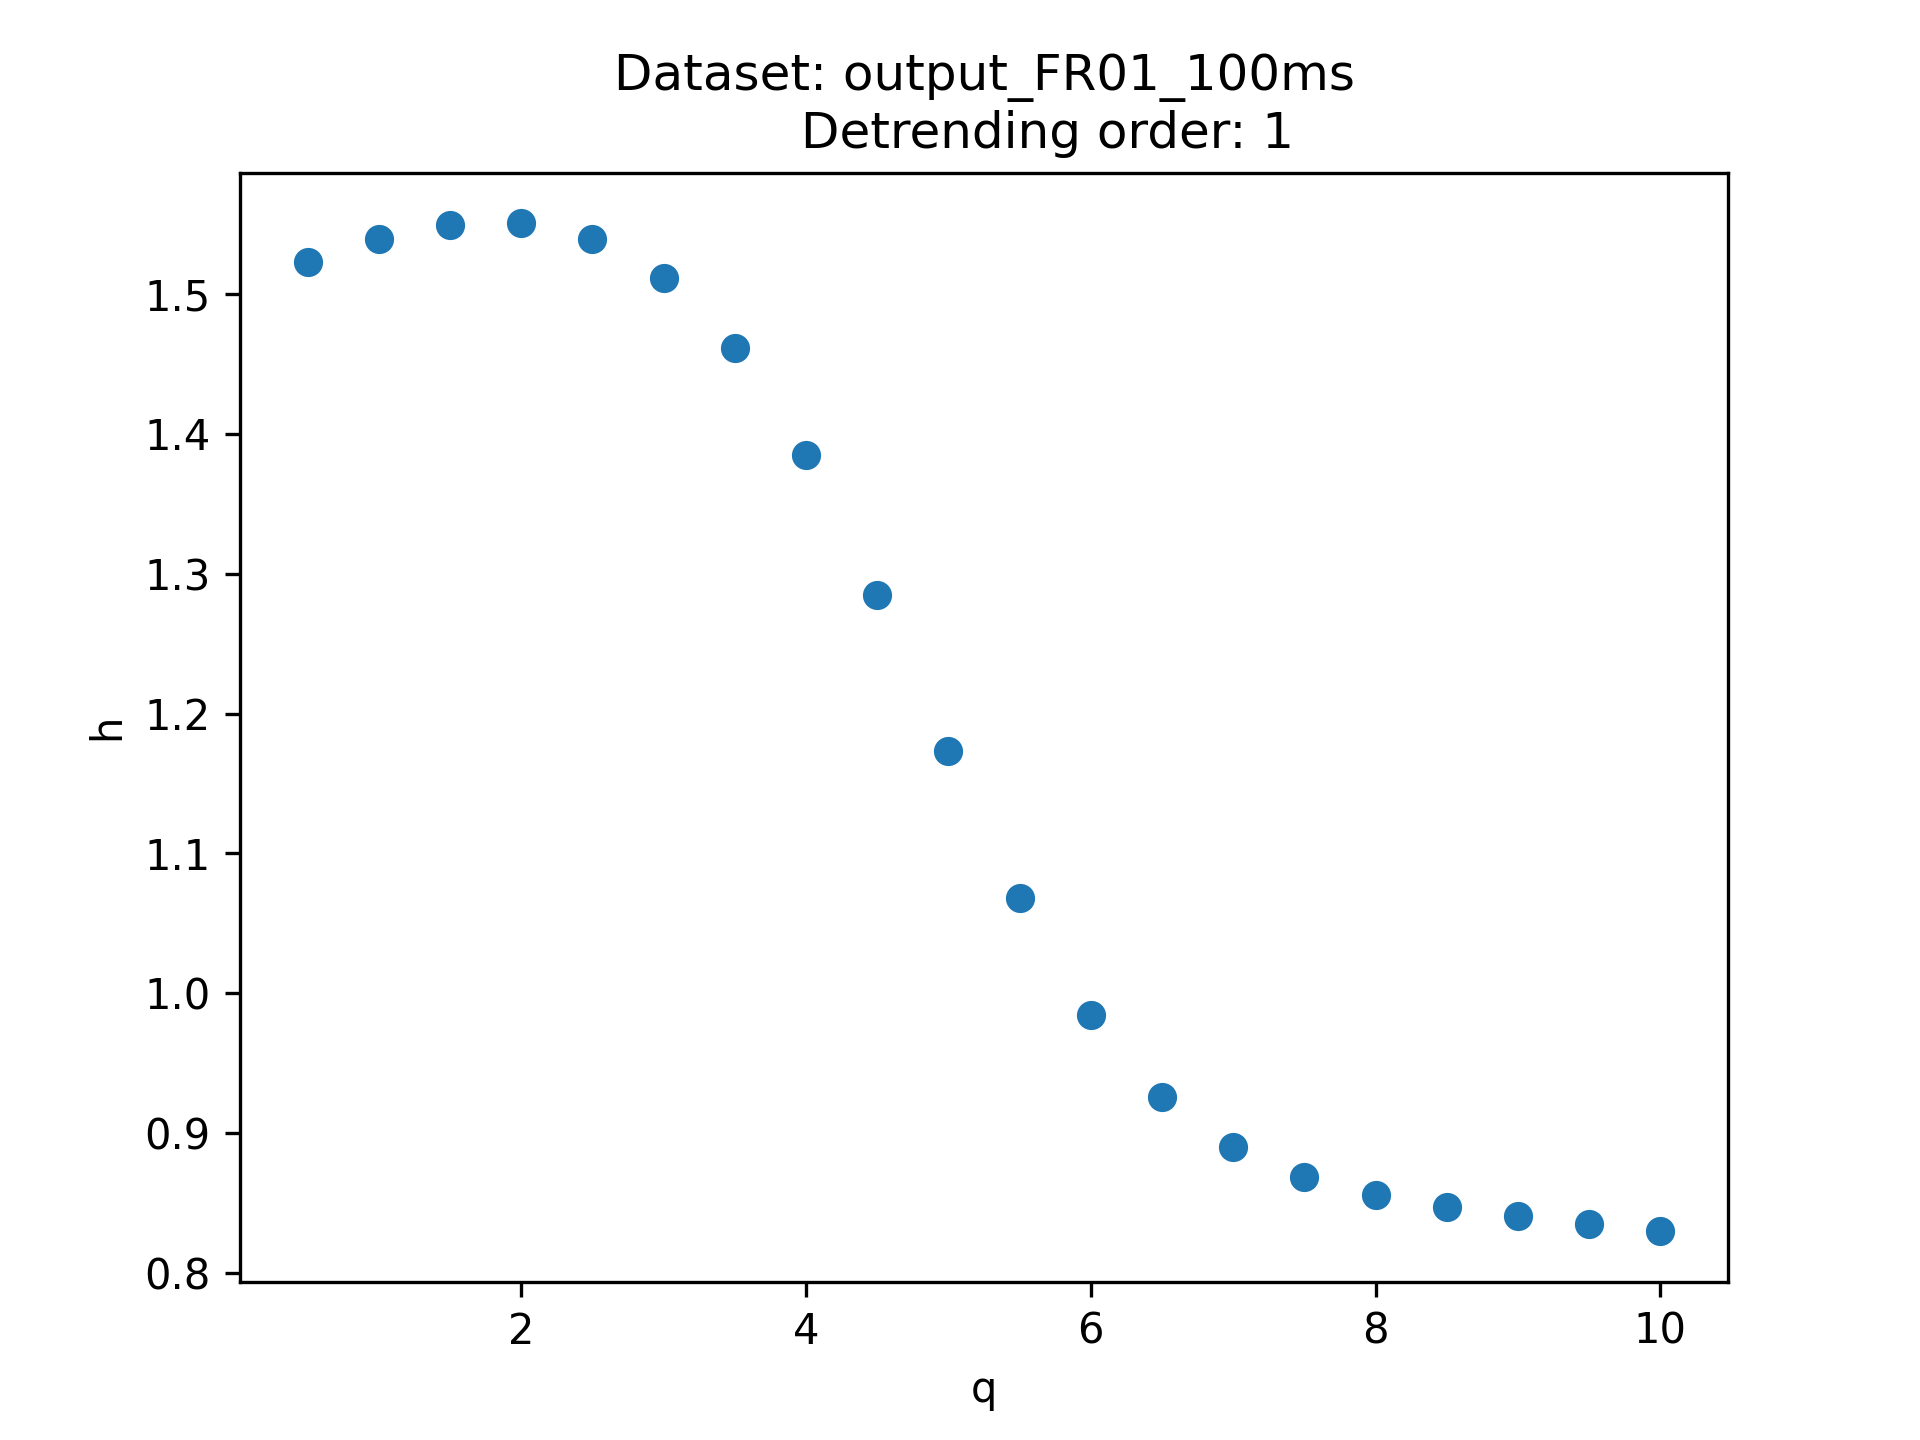 Dataset: output_FR01_100ms
Detrending order: 1
1.5
1.4
1.3
1.2
1.1
1.0
0.9
0.8
h
2 4 6 8 10
q